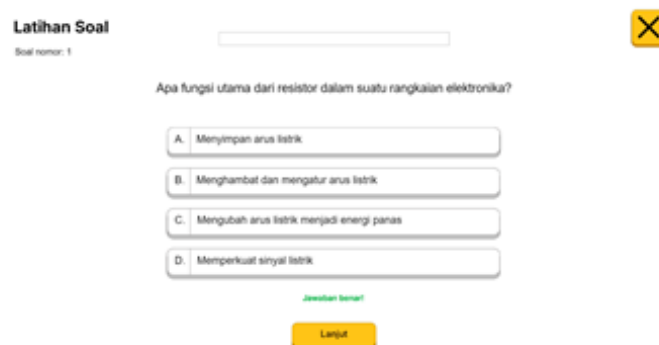 Latihan Soal
Soal nomor: 1
Apa fungsi utama dari resistor dalam suatu rangkaian elektronika?
A. Menyimpan arus listrik
B. Menghambat dan mengatur arus listrik
C. Mengubah arus listrik menjadi energi panas
D. Memperkuat sinyal listrik
Jawaban benar!
Lanjut